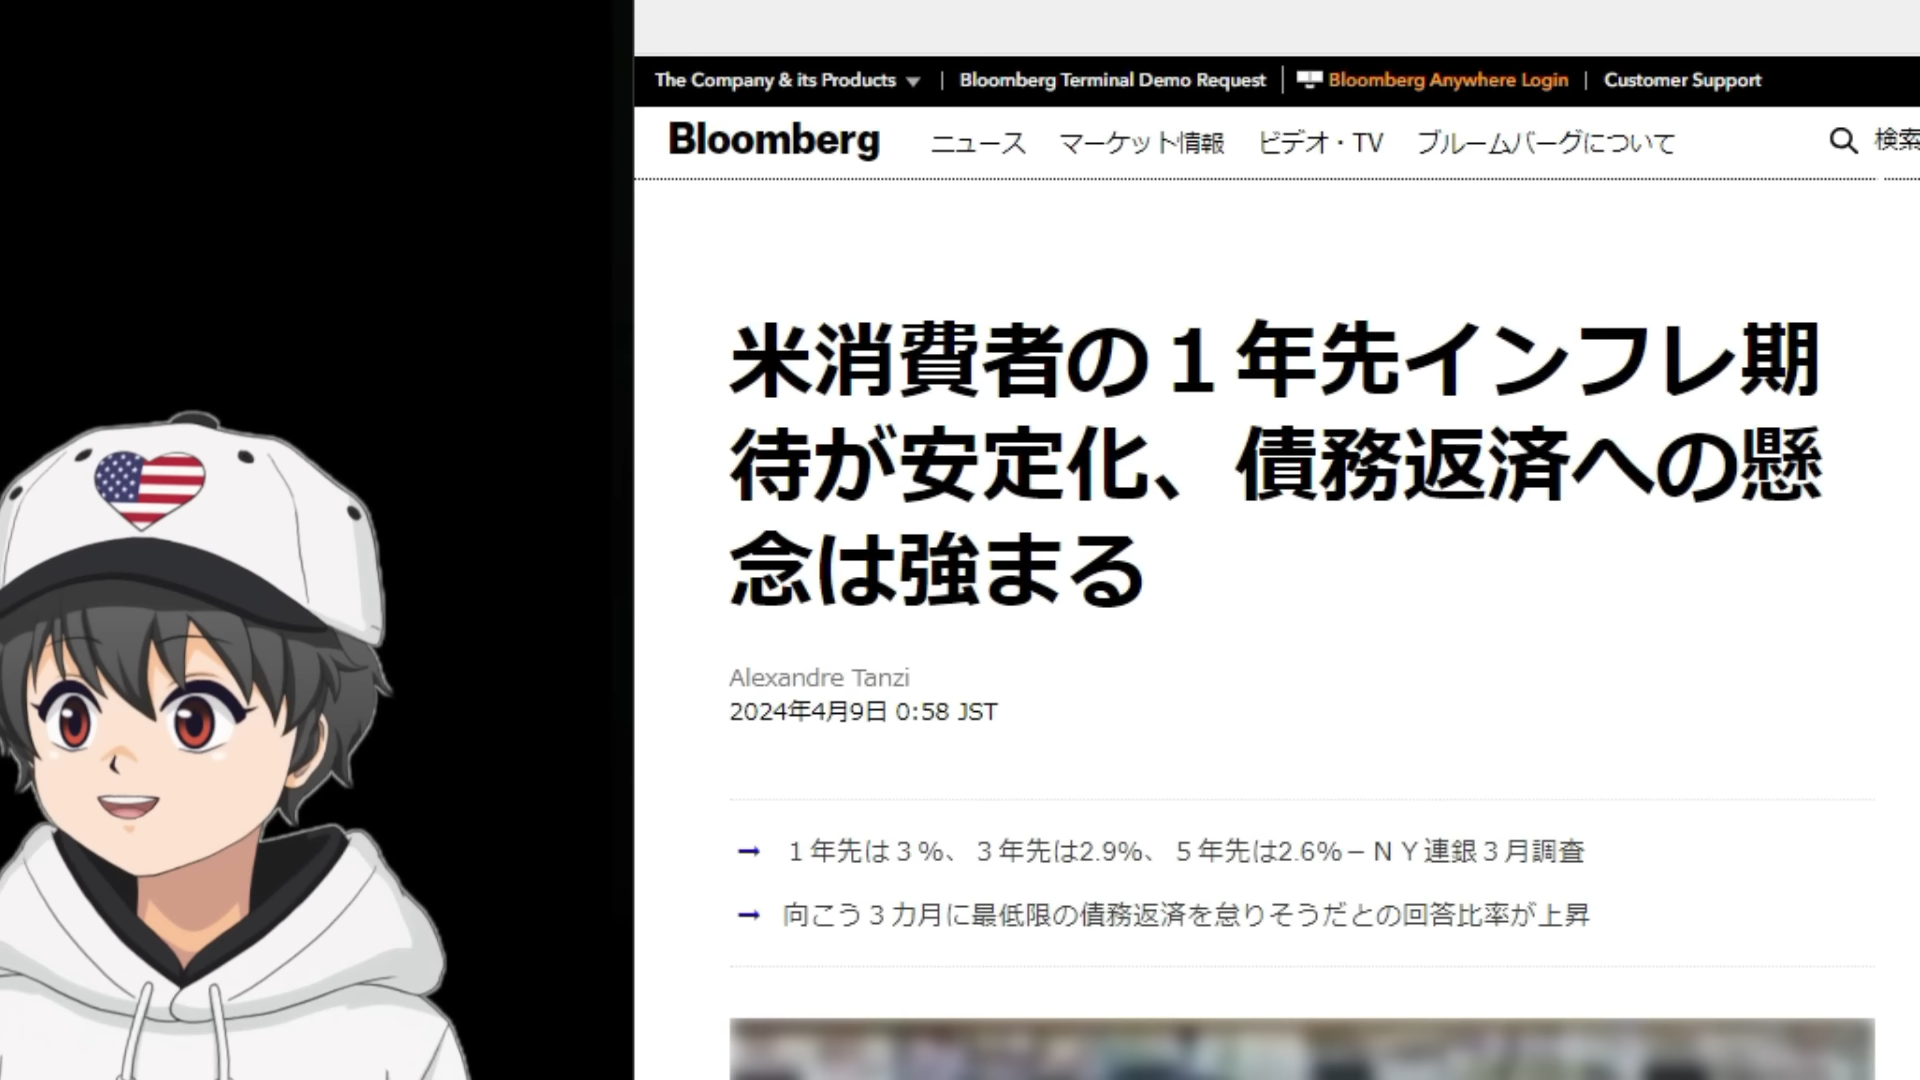 The Company & its Products | Bloomberg Terminal Demo Request | Bloomberg Anywhere Login | Customer Support
Bloomberg ニュース マーケット情報 ビデオ・TV ブルームバーグについて 検索
米消費者の１年先インフレ期
待が安定化、債務返済への懸
念は強まる
Alexandre Tanzi
2024年4月9日 0:58 JST
→ １年先は３%、３年先は2.9%、５年先は2.6%－ＮＹ連銀３月調査
→ 向こう３カ月に最低限の債務返済を怠りそうだとの回答比率が上昇